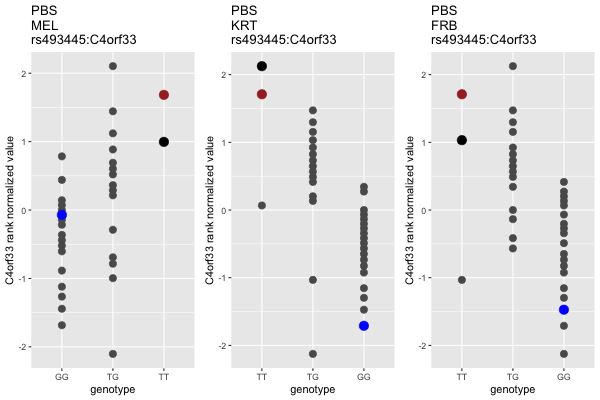 PBS
MEL
rs493445:C4orf33
C4orf33 rank normalized value
2
1
0
-1
-2
GG
TG
TT
genotype
PBS
KRT
rs493445:C4orf33
C4orf33 rank normalized value
2
1
0
-1
-2
TT
TG
GG
genotype
PBS
FRB
rs493445:C4orf33
C4orf33 rank normalized value
2
1
0
-1
-2
TT
TG
GG
genotype